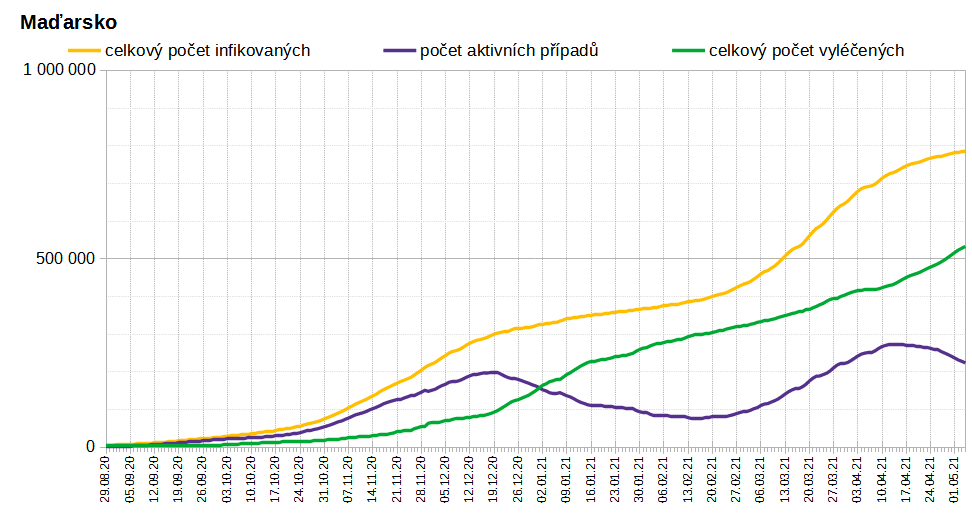 Maďarsko
celkový počet infikovaných počet aktivních případů celkový počet vyléčených
1 000 000
500 000
0
29.08.20 05.09.20 12.09.20 19.09.20 26.09.20 03.10.20 10.10.20 17.10.20 24.10.20 31.10.20 07.11.20 14.11.20 21.11.20 28.11.20 05.12.20 12.12.20 19.12.20 26.12.20 02.01.21 09.01.21 16.01.21 23.01.21 30.01.21 06.02.21 13.02.21 20.02.21 27.02.21 06.03.21 13.03.21 20.03.21 27.03.21 03.04.21 10.04.21 17.04.21 24.04.21 01.05.21